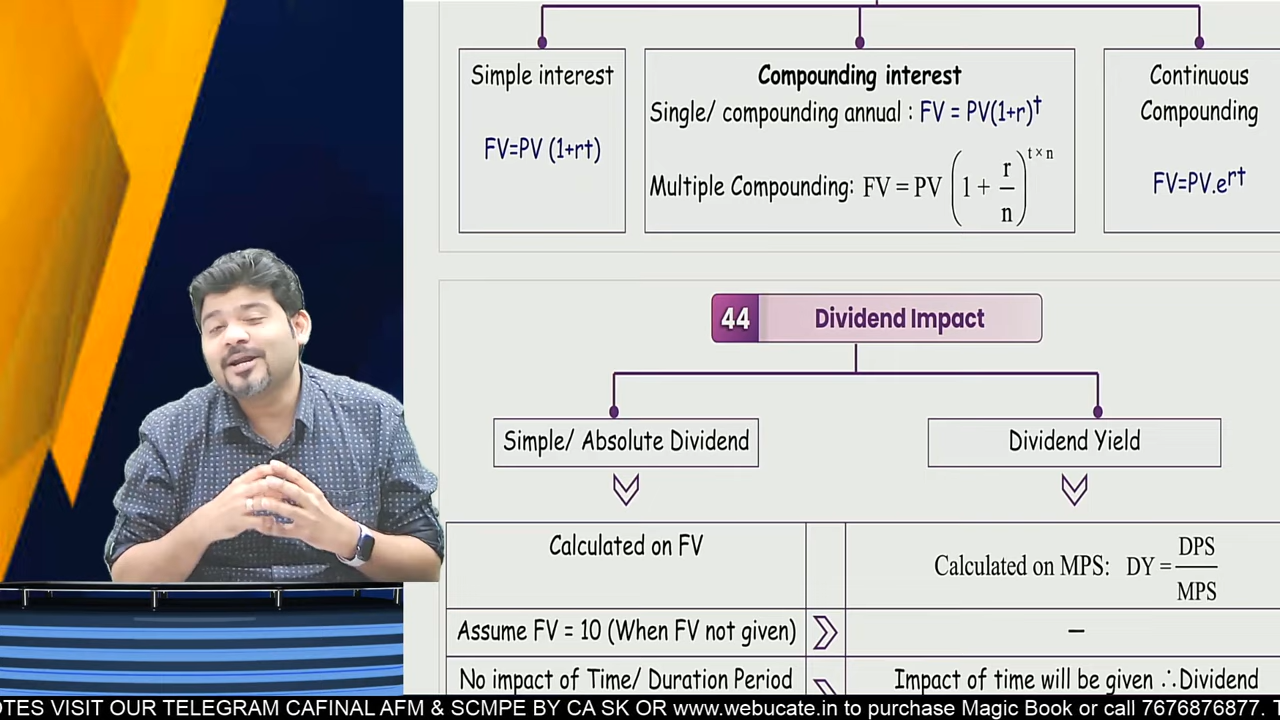 Simple interest
FV=PV (1+rt)
Compounding interest
Single/ compounding annual : FV = PV(1+r)^t
Multiple Compounding: FV = PV (1 + r/n)^t×n
Continuous
Compounding
FV=PV.e^rt
44 Dividend Impact
Simple/ Absolute Dividend
Dividend Yield
Calculated on FV
Calculated on MPS: DY = DPS/MPS
Assume FV = 10 (When FV not given)
–
No impact of Time/ Duration Period
Impact of time will be given ∴Dividend
OTES VISIT OUR TELEGRAM CAFINAL AFM & SCMPE BY CA SK OR www.webucate.in to purchase Magic Book or call 7676876877. T